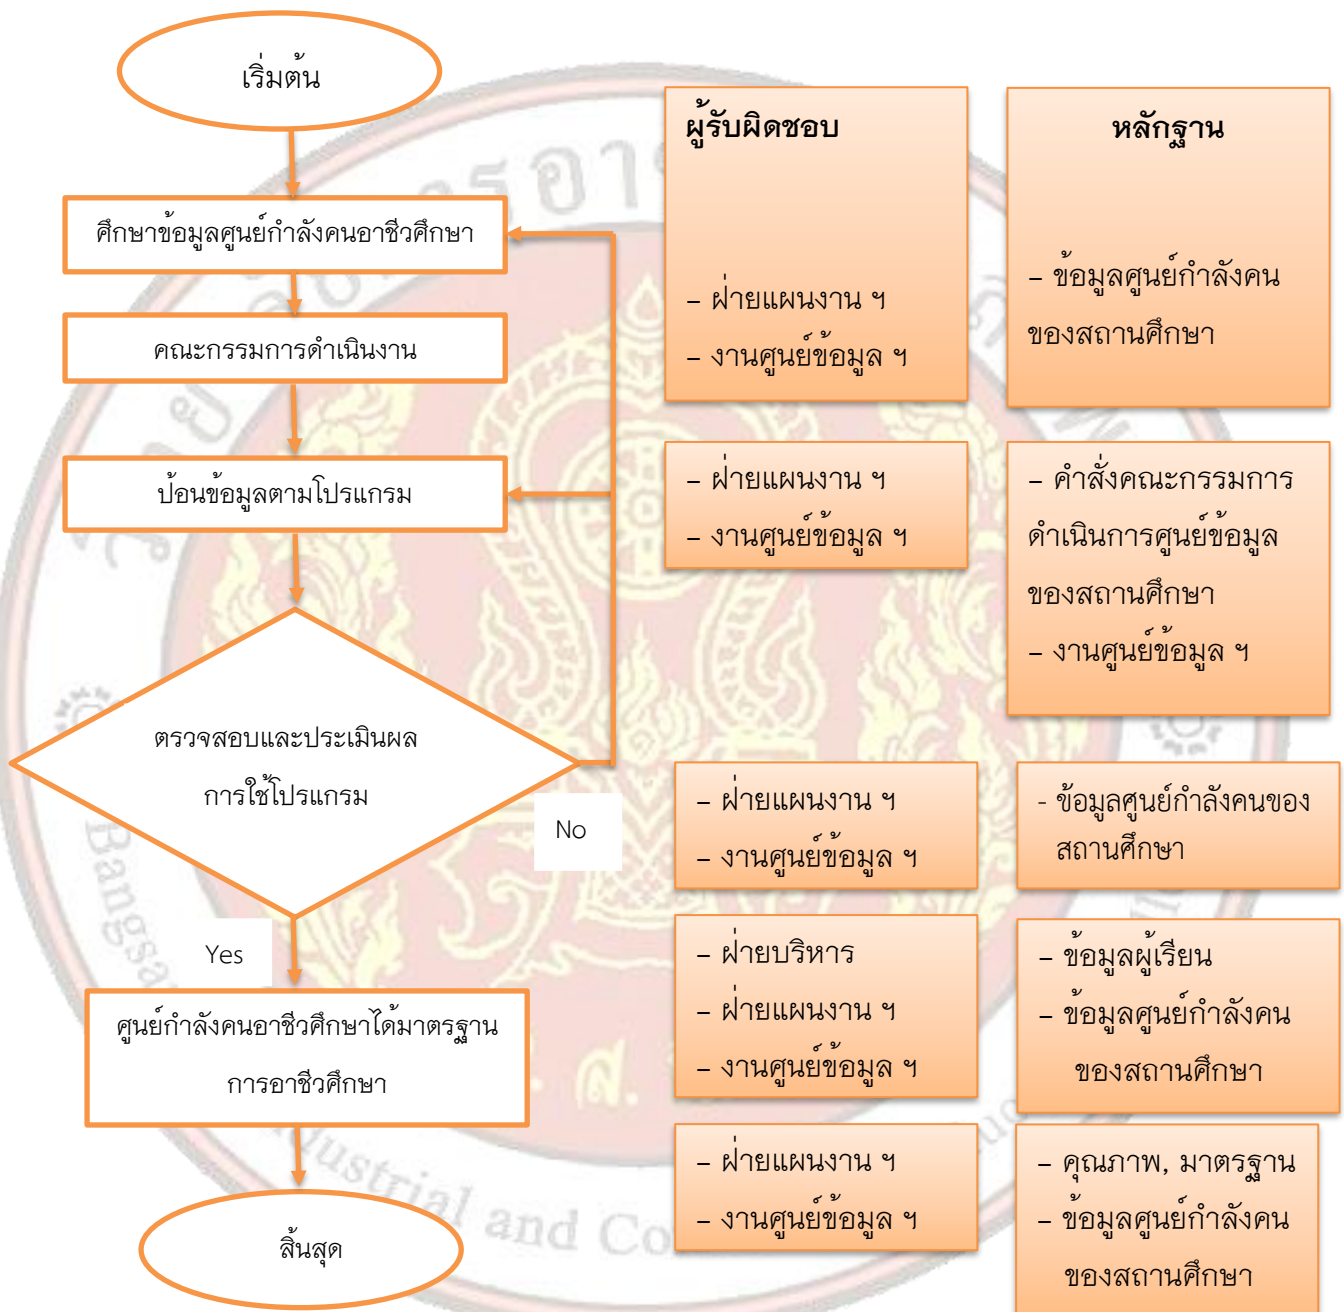 เริ่มต้น
ศึกษาข้อมูลศูนย์กำลังคนอาชีวศึกษา
คณะกรรมการดำเนินงาน
ป้อนข้อมูลตามโปรแกรม
ตรวจสอบและประเมินผล
การใช้โปรแกรม
No
Yes
ศูนย์กำลังคนอาชีวศึกษาได้มาตรฐาน
การอาชีวศึกษา
สิ้นสุด
ผู้รับผิดชอบ
– ฝ่ายแผนงาน ฯ
– งานศูนย์ข้อมูล ฯ
หลักฐาน
– ข้อมูลศูนย์กำลังคน
ของสถานศึกษา
– ฝ่ายแผนงาน ฯ
– งานศูนย์ข้อมูล ฯ
– คำสั่งคณะกรรมการ
ดำเนินการศูนย์ข้อมูล
ของสถานศึกษา
– งานศูนย์ข้อมูล ฯ
– ฝ่ายแผนงาน ฯ
– งานศูนย์ข้อมูล ฯ
- ข้อมูลศูนย์กำลังคนของ
สถานศึกษา
– ฝ่ายบริหาร
– ฝ่ายแผนงาน ฯ
– งานศูนย์ข้อมูล ฯ
– ข้อมูลผู้เรียน
– ข้อมูลศูนย์กำลังคน
ของสถานศึกษา
– ฝ่ายแผนงาน ฯ
– งานศูนย์ข้อมูล ฯ
– คุณภาพ, มาตรฐาน
– ข้อมูลศูนย์กำลังคน
ของสถานศึกษา
and